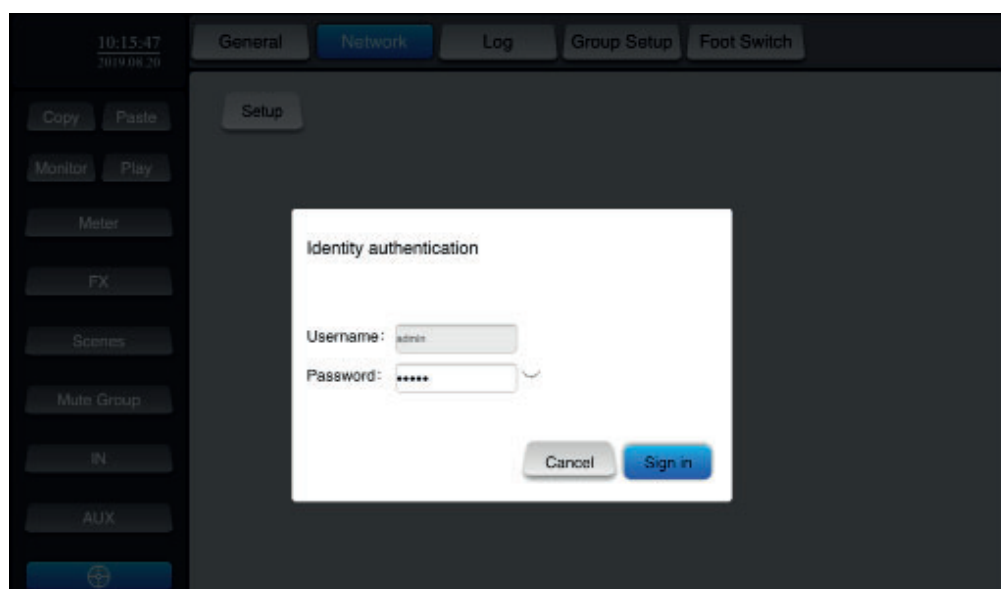 10:15:47
2019.08.20
General Network Log Group Setup Foot Switch
Copy Paste
Setup
Monitor Play
Meter
FX
Scenes
Mute Group
IN
AUX
Identity authentication
Username: admin
Password: •••••
Cancel Sign in